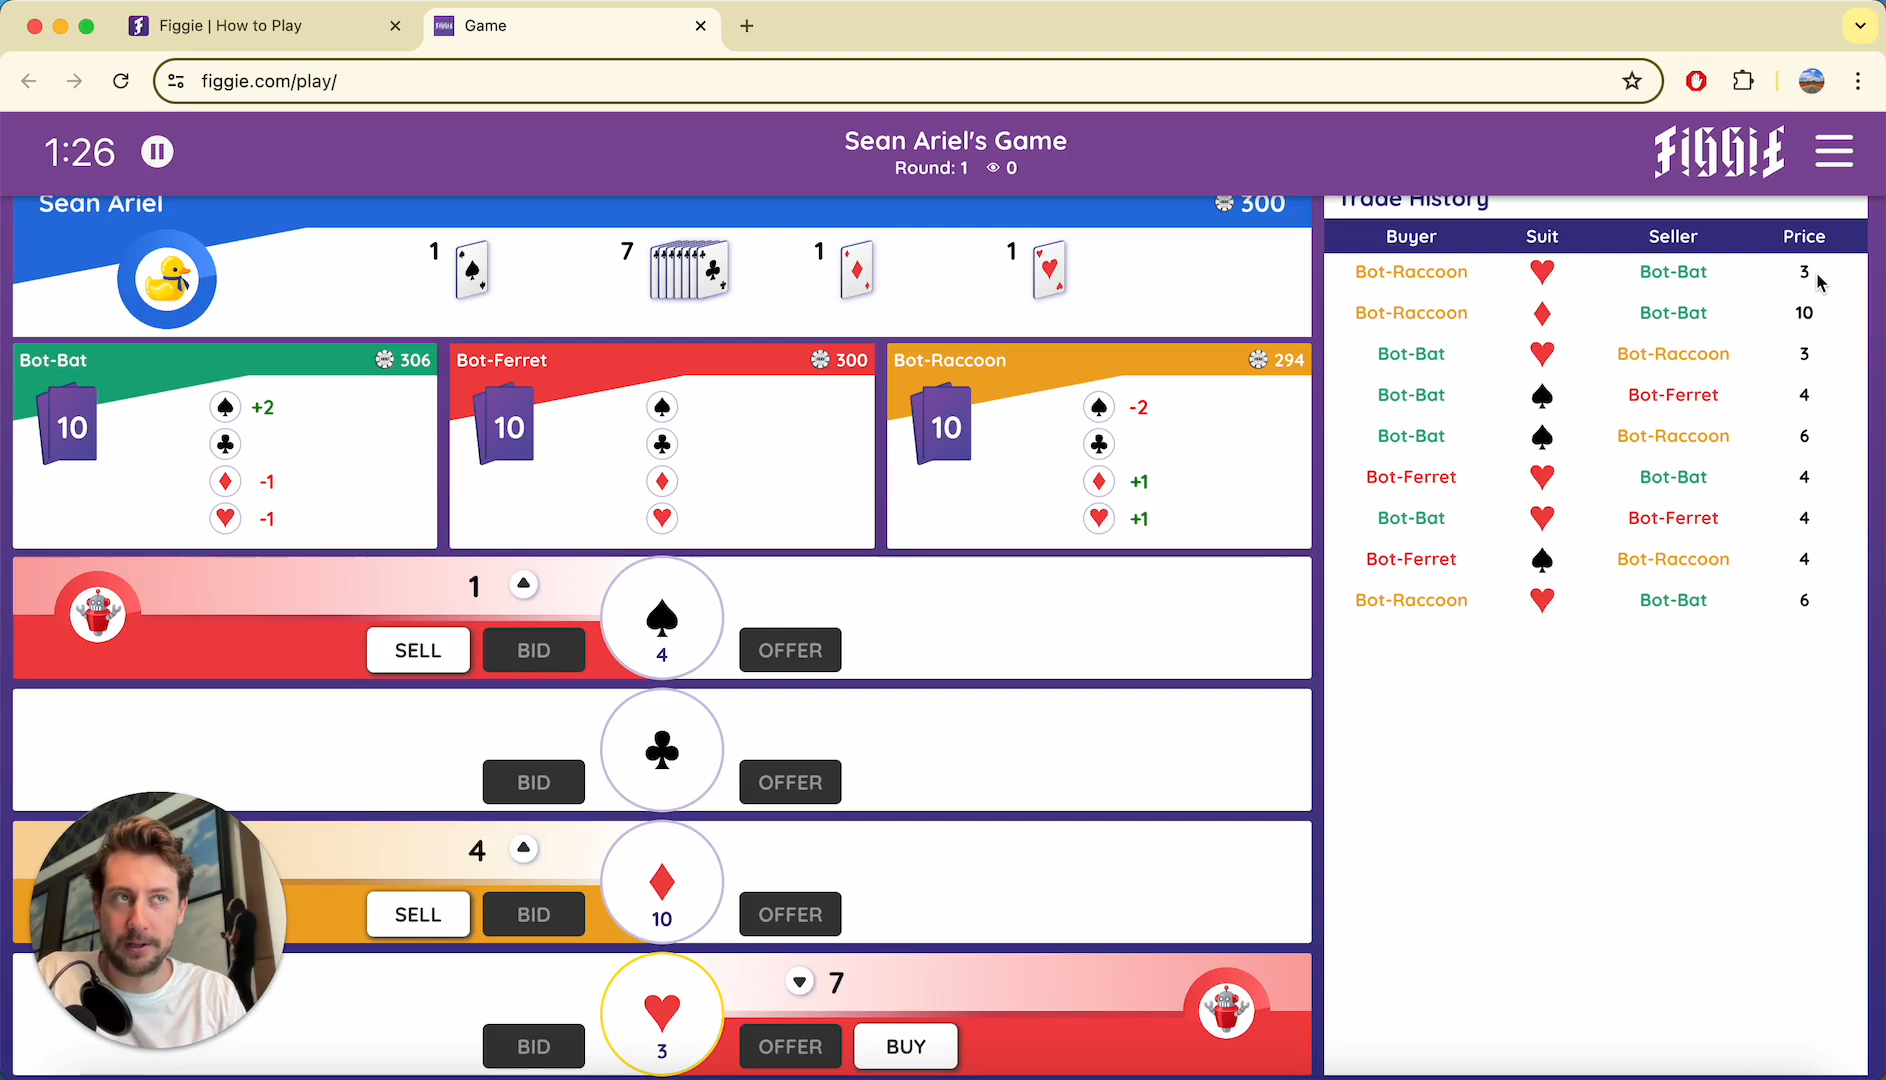 Figgie | How to Play
Game
figgie.com/play/
1:26
Sean Ariel's Game
Round: 1 0
FIGGIE
Sean Ariel 300
1 7 1 1
Bot-Bat 306
10
+2
-1
-1
Bot-Ferret 300
10
Bot-Raccoon 294
10
-2
+1
+1
1
SELL BID 4 OFFER
BID OFFER
4
SELL BID 10 OFFER
7
BID 3 OFFER BUY
Trade History
Buyer Suit Seller Price
Bot-Raccoon Bot-Bat 3
Bot-Raccoon Bot-Bat 10
Bot-Bat Bot-Raccoon 3
Bot-Bat Bot-Ferret 4
Bot-Bat Bot-Raccoon 6
Bot-Ferret Bot-Bat 4
Bot-Bat Bot-Ferret 4
Bot-Ferret Bot-Raccoon 4
Bot-Raccoon Bot-Bat 6